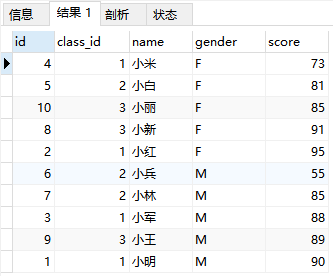 信息 结果 1 剖析 状态
id class_id name gender score
4 1 小米 F 73
5 2 小白 F 81
10 3 小丽 F 85
8 3 小新 F 91
2 1 小红 F 95
6 2 小兵 M 55
7 2 小林 M 85
3 1 小军 M 88
9 3 小王 M 89
1 1 小明 M 90